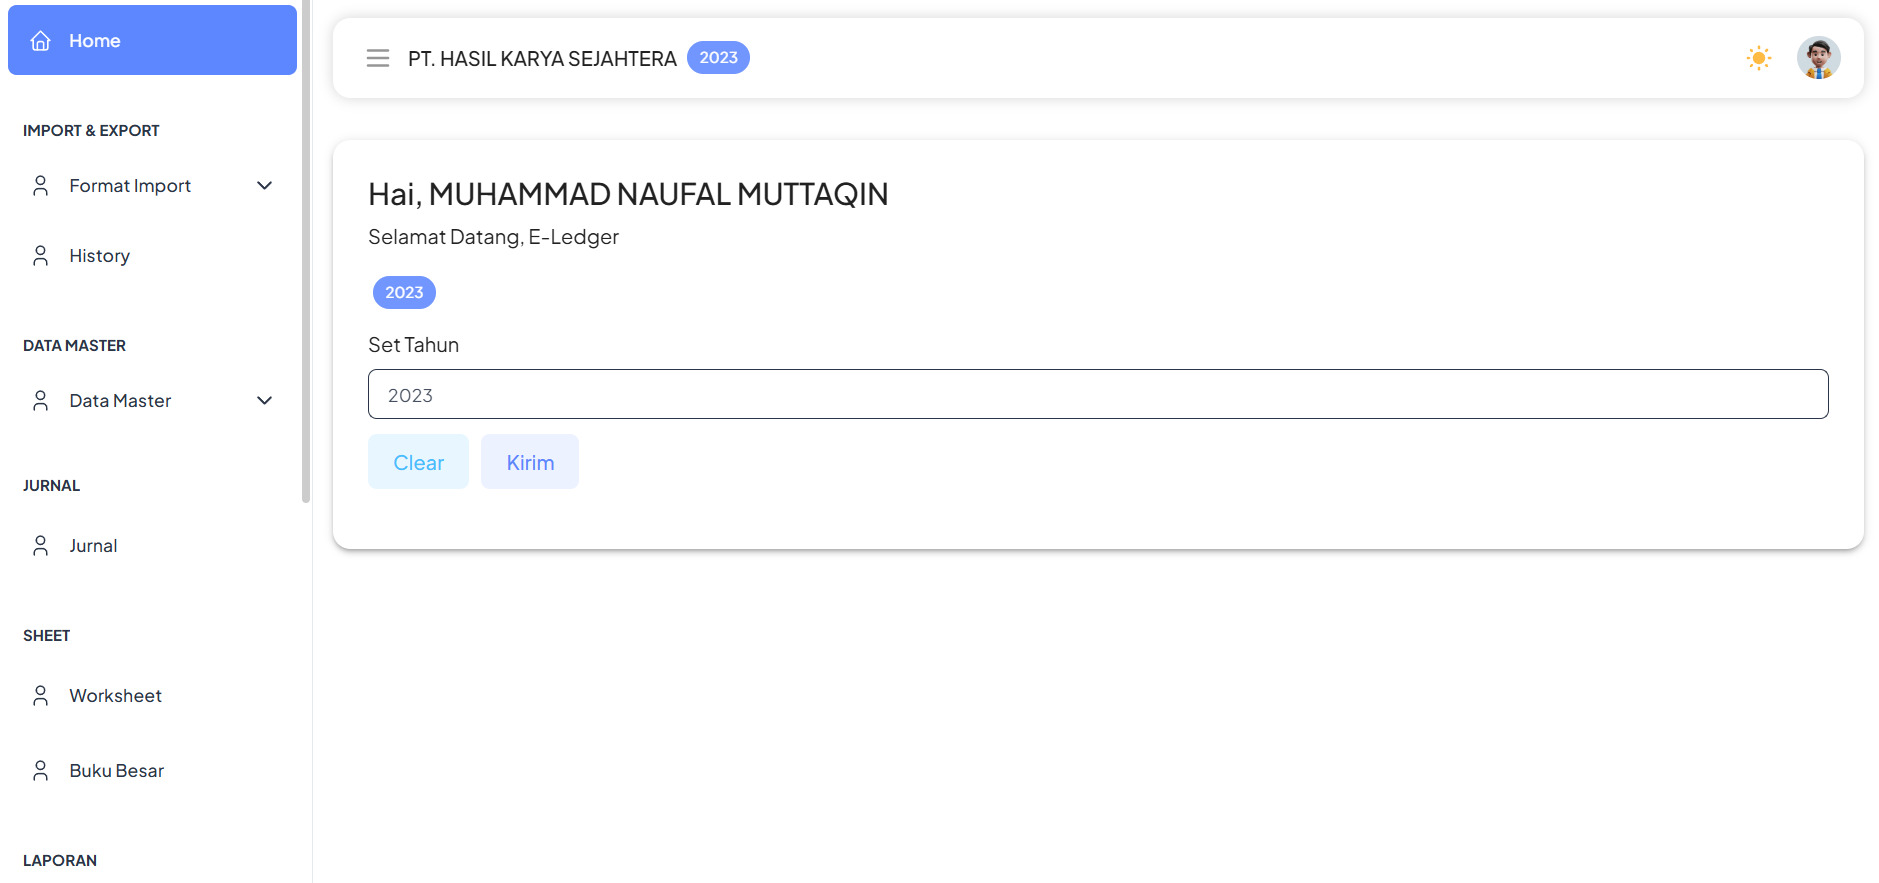 Home
IMPORT & EXPORT
Format Import
History
DATA MASTER
Data Master
JURNAL
Jurnal
SHEET
Worksheet
Buku Besar
LAPORAN
PT. HASIL KARYA SEJAHTERA 2023
Hai, MUHAMMAD NAUFAL MUTTAQIN
Selamat Datang, E-Ledger
2023
Set Tahun
2023
Clear Kirim